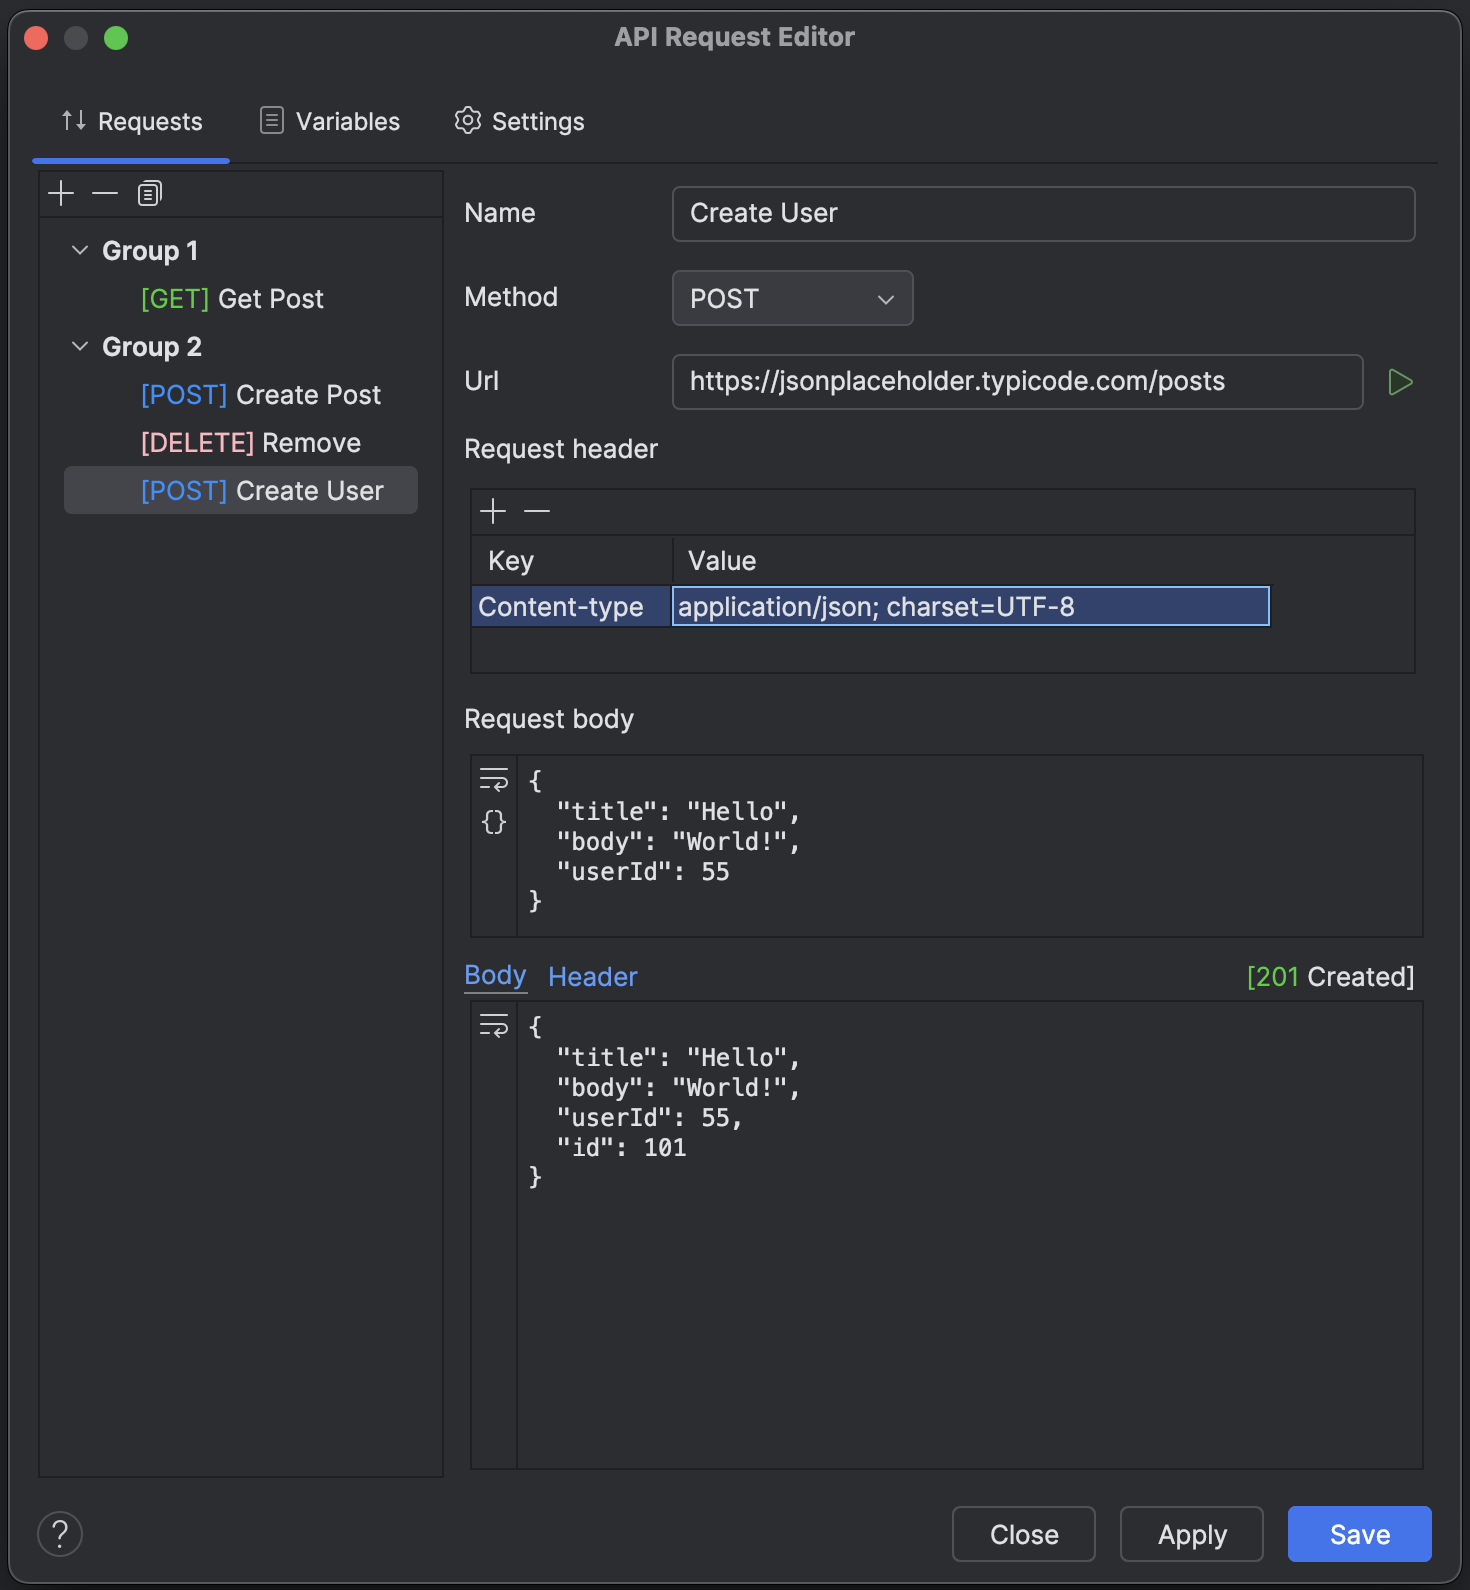 API Request Editor
Requests Variables Settings
Group 1
[GET] Get Post
Group 2
[POST] Create Post
[DELETE] Remove
[POST] Create User
Name Create User
Method POST
Url https://jsonplaceholder.typicode.com/posts
Request header
Key Value
Content-type application/json; charset=UTF-8
Request body
{
  "title": "Hello",
  "body": "World!",
  "userId": 55
}
Body Header [201 Created]
{
  "title": "Hello",
  "body": "World!",
  "userId": 55,
  "id": 101
}
? Close Apply Save